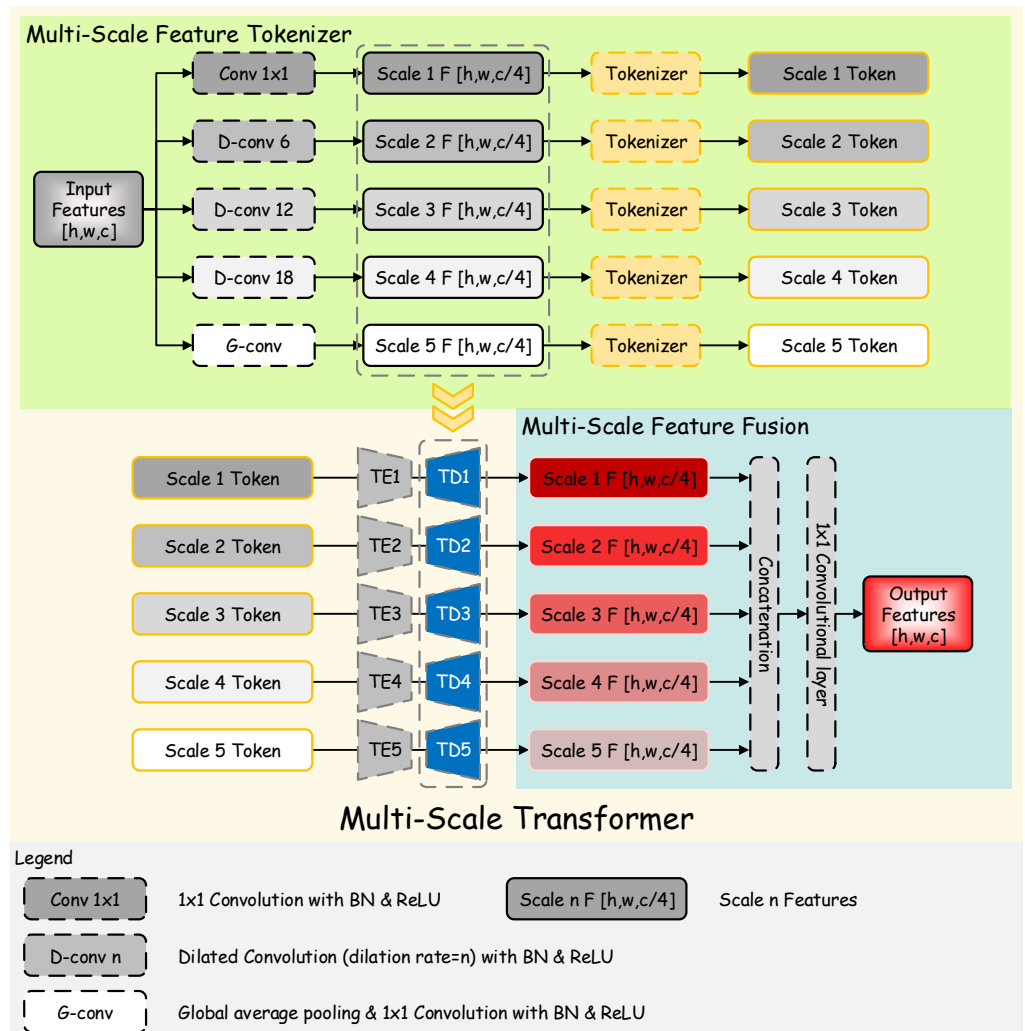 Multi-Scale Feature Tokenizer
Conv 1x1
Scale 1 F [h,w,c/4]
Tokenizer
Scale 1 Token
D-conv 6
Scale 2 F [h,w,c/4]
Tokenizer
Scale 2 Token
Input
Features
[h,w,c]
D-conv 12
Scale 3 F [h,w,c/4]
Tokenizer
Scale 3 Token
D-conv 18
Scale 4 F [h,w,c/4]
Tokenizer
Scale 4 Token
G-conv
Scale 5 F [h,w,c/4]
Tokenizer
Scale 5 Token
Multi-Scale Feature Fusion
Scale 1 Token
TE1
TD1
Scale 1 F [h,w,c/4]
Scale 2 Token
TE2
TD2
Scale 2 F [h,w,c/4]
Scale 3 Token
TE3
TD3
Scale 3 F [h,w,c/4]
Scale 4 Token
TE4
TD4
Scale 4 F [h,w,c/4]
Scale 5 Token
TE5
TD5
Scale 5 F [h,w,c/4]
Concatenation
1x1 Convolutional layer
Output
Features
[h,w,c]
Multi-Scale Transformer
Legend
Conv 1x1
1x1 Convolution with BN & ReLU
Scale n F [h,w,c/4]
Scale n Features
D-conv n
Dilated Convolution (dilation rate=n) with BN & ReLU
G-conv
Global average pooling & 1x1 Convolution with BN & ReLU